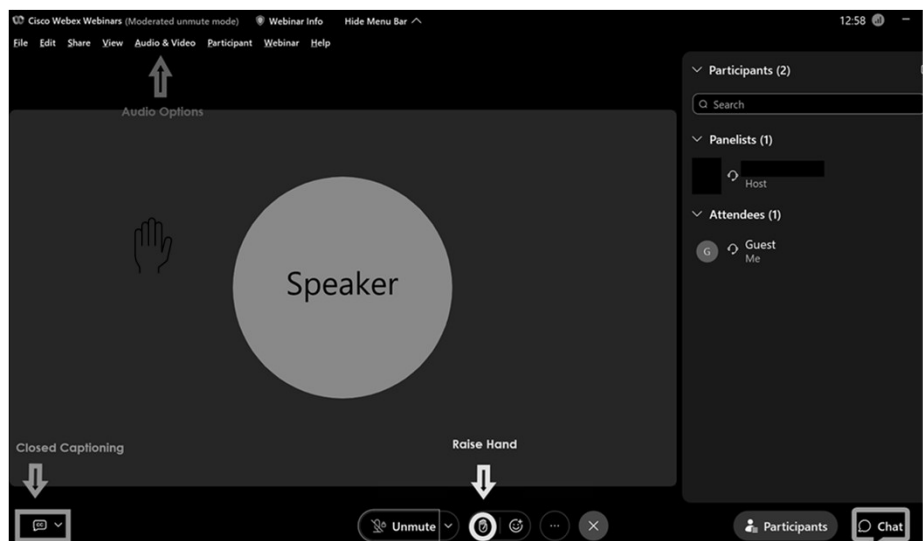 Cisco Webex Webinars (Moderated unmute mode) Webinar Info Hide Menu Bar 12:58
File Edit Share View Audio & Video Participant Webinar Help
Audio Options
Speaker
Closed Captioning
Raise Hand
CC
Unmute
Participants (2)
Search
Panelists (1)
Host
Attendees (1)
G Guest
Me
Participants Chat